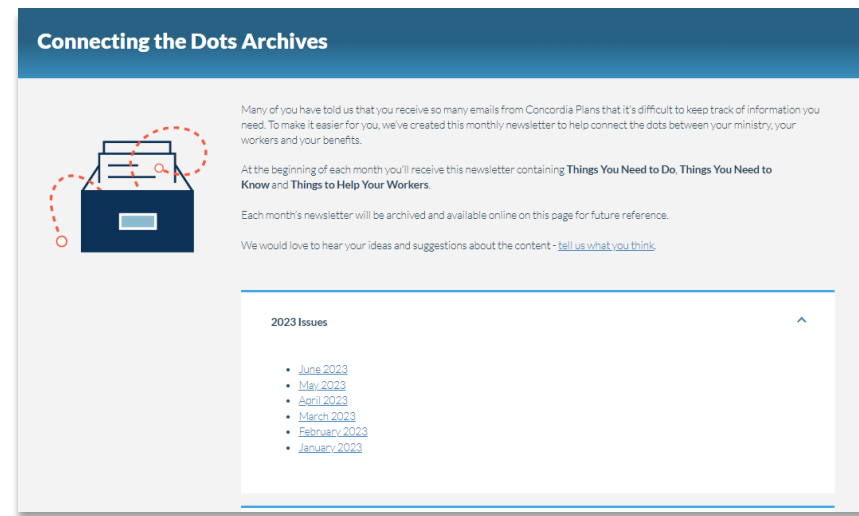 Connecting the Dots Archives
Many of you have told us that you receive so many emails from Concordia Plans that it's difficult to keep track of information you
need. To make it easier for you, we've created this monthly newsletter to help connect the dots between your ministry, your
workers and your benefits.
At the beginning of each month you'll receive this newsletter containing Things You Need to Do, Things You Need to
Know and Things to Help Your Workers.
Each month's newsletter will be archived and available online on this page for future reference.
We would love to hear your ideas and suggestions about the content - tell us what you think.
2023 Issues
• June 2023
• May 2023
• April 2023
• March 2023
• February 2023
• January 2023